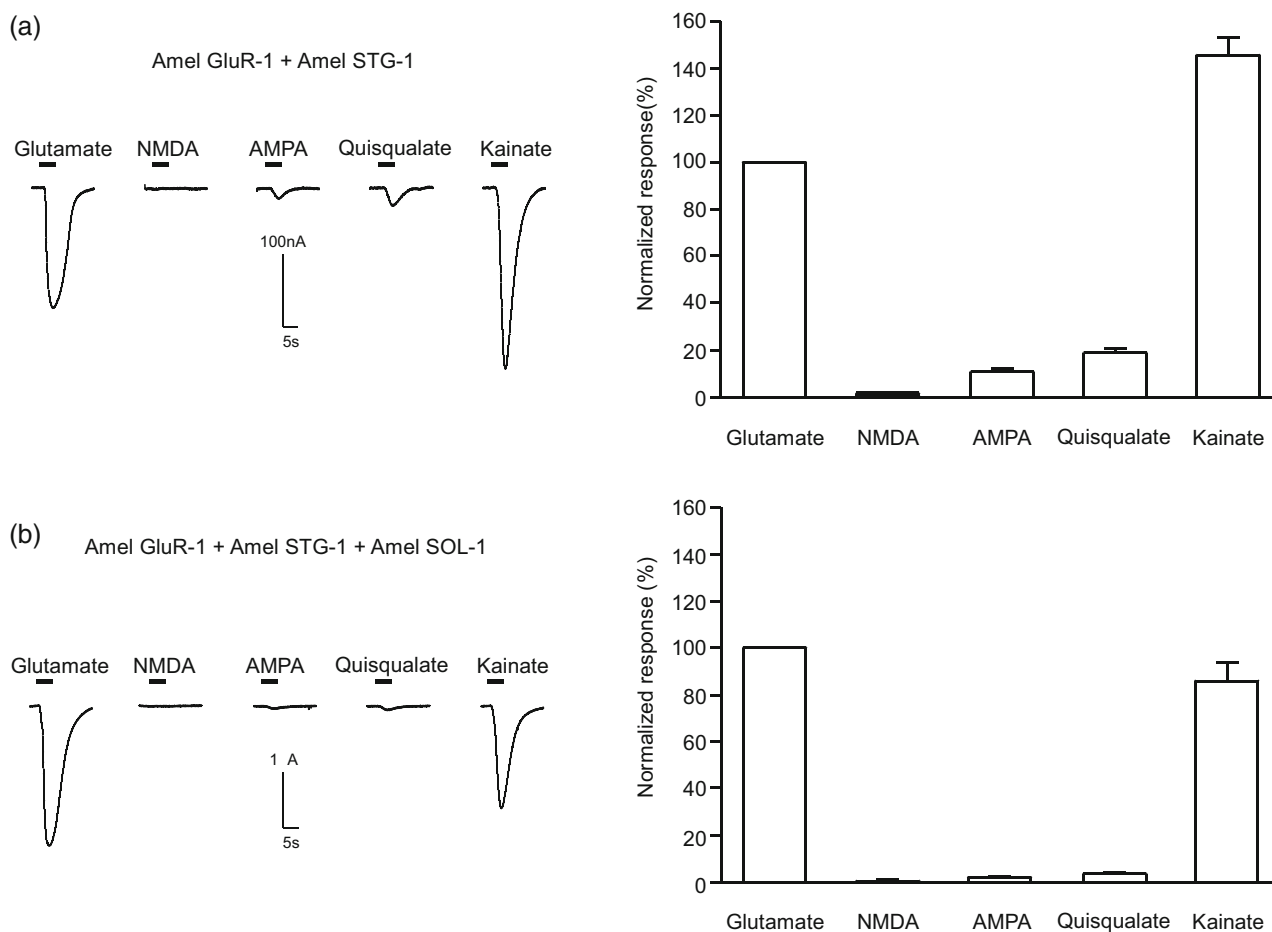 (a)
Amel GluR-1 + Amel STG-1
Glutamate NMDA AMPA Quisqualate Kainate
100nA
5s
Normalized response(%)
160
140
120
100
80
60
40
20
0
Glutamate NMDA AMPA Quisqualate Kainate
(b)
Amel GluR-1 + Amel STG-1 + Amel SOL-1
Glutamate NMDA AMPA Quisqualate Kainate
1 A
5s
Normalized response (%)
160
140
120
100
80
60
40
20
0
Glutamate NMDA AMPA Quisqualate Kainate